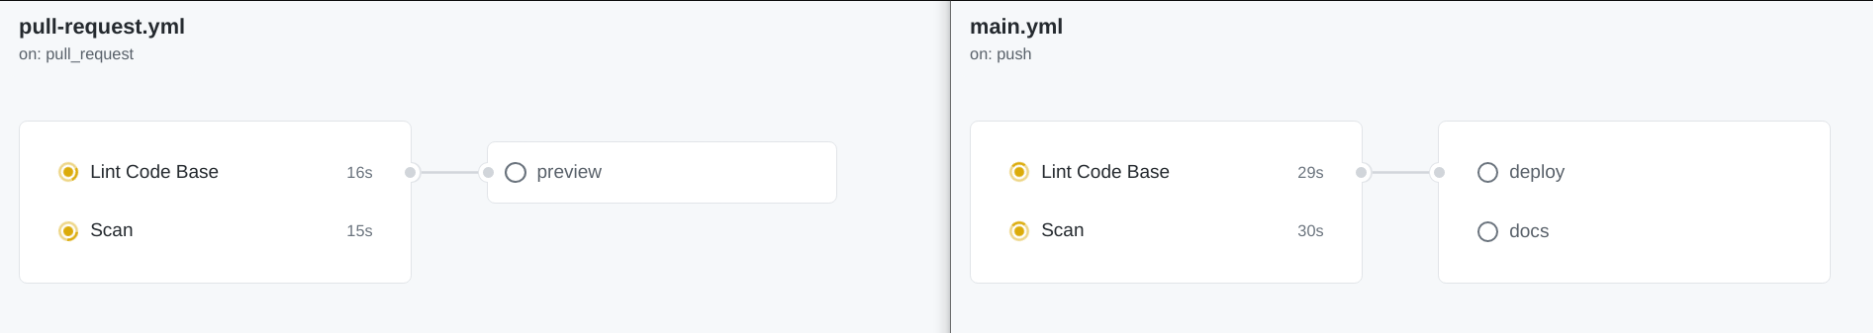 pull-request.yml
on: pull_request
Lint Code Base 16s
preview
Scan 15s
main.yml
on: push
Lint Code Base 29s
deploy
Scan 30s
docs